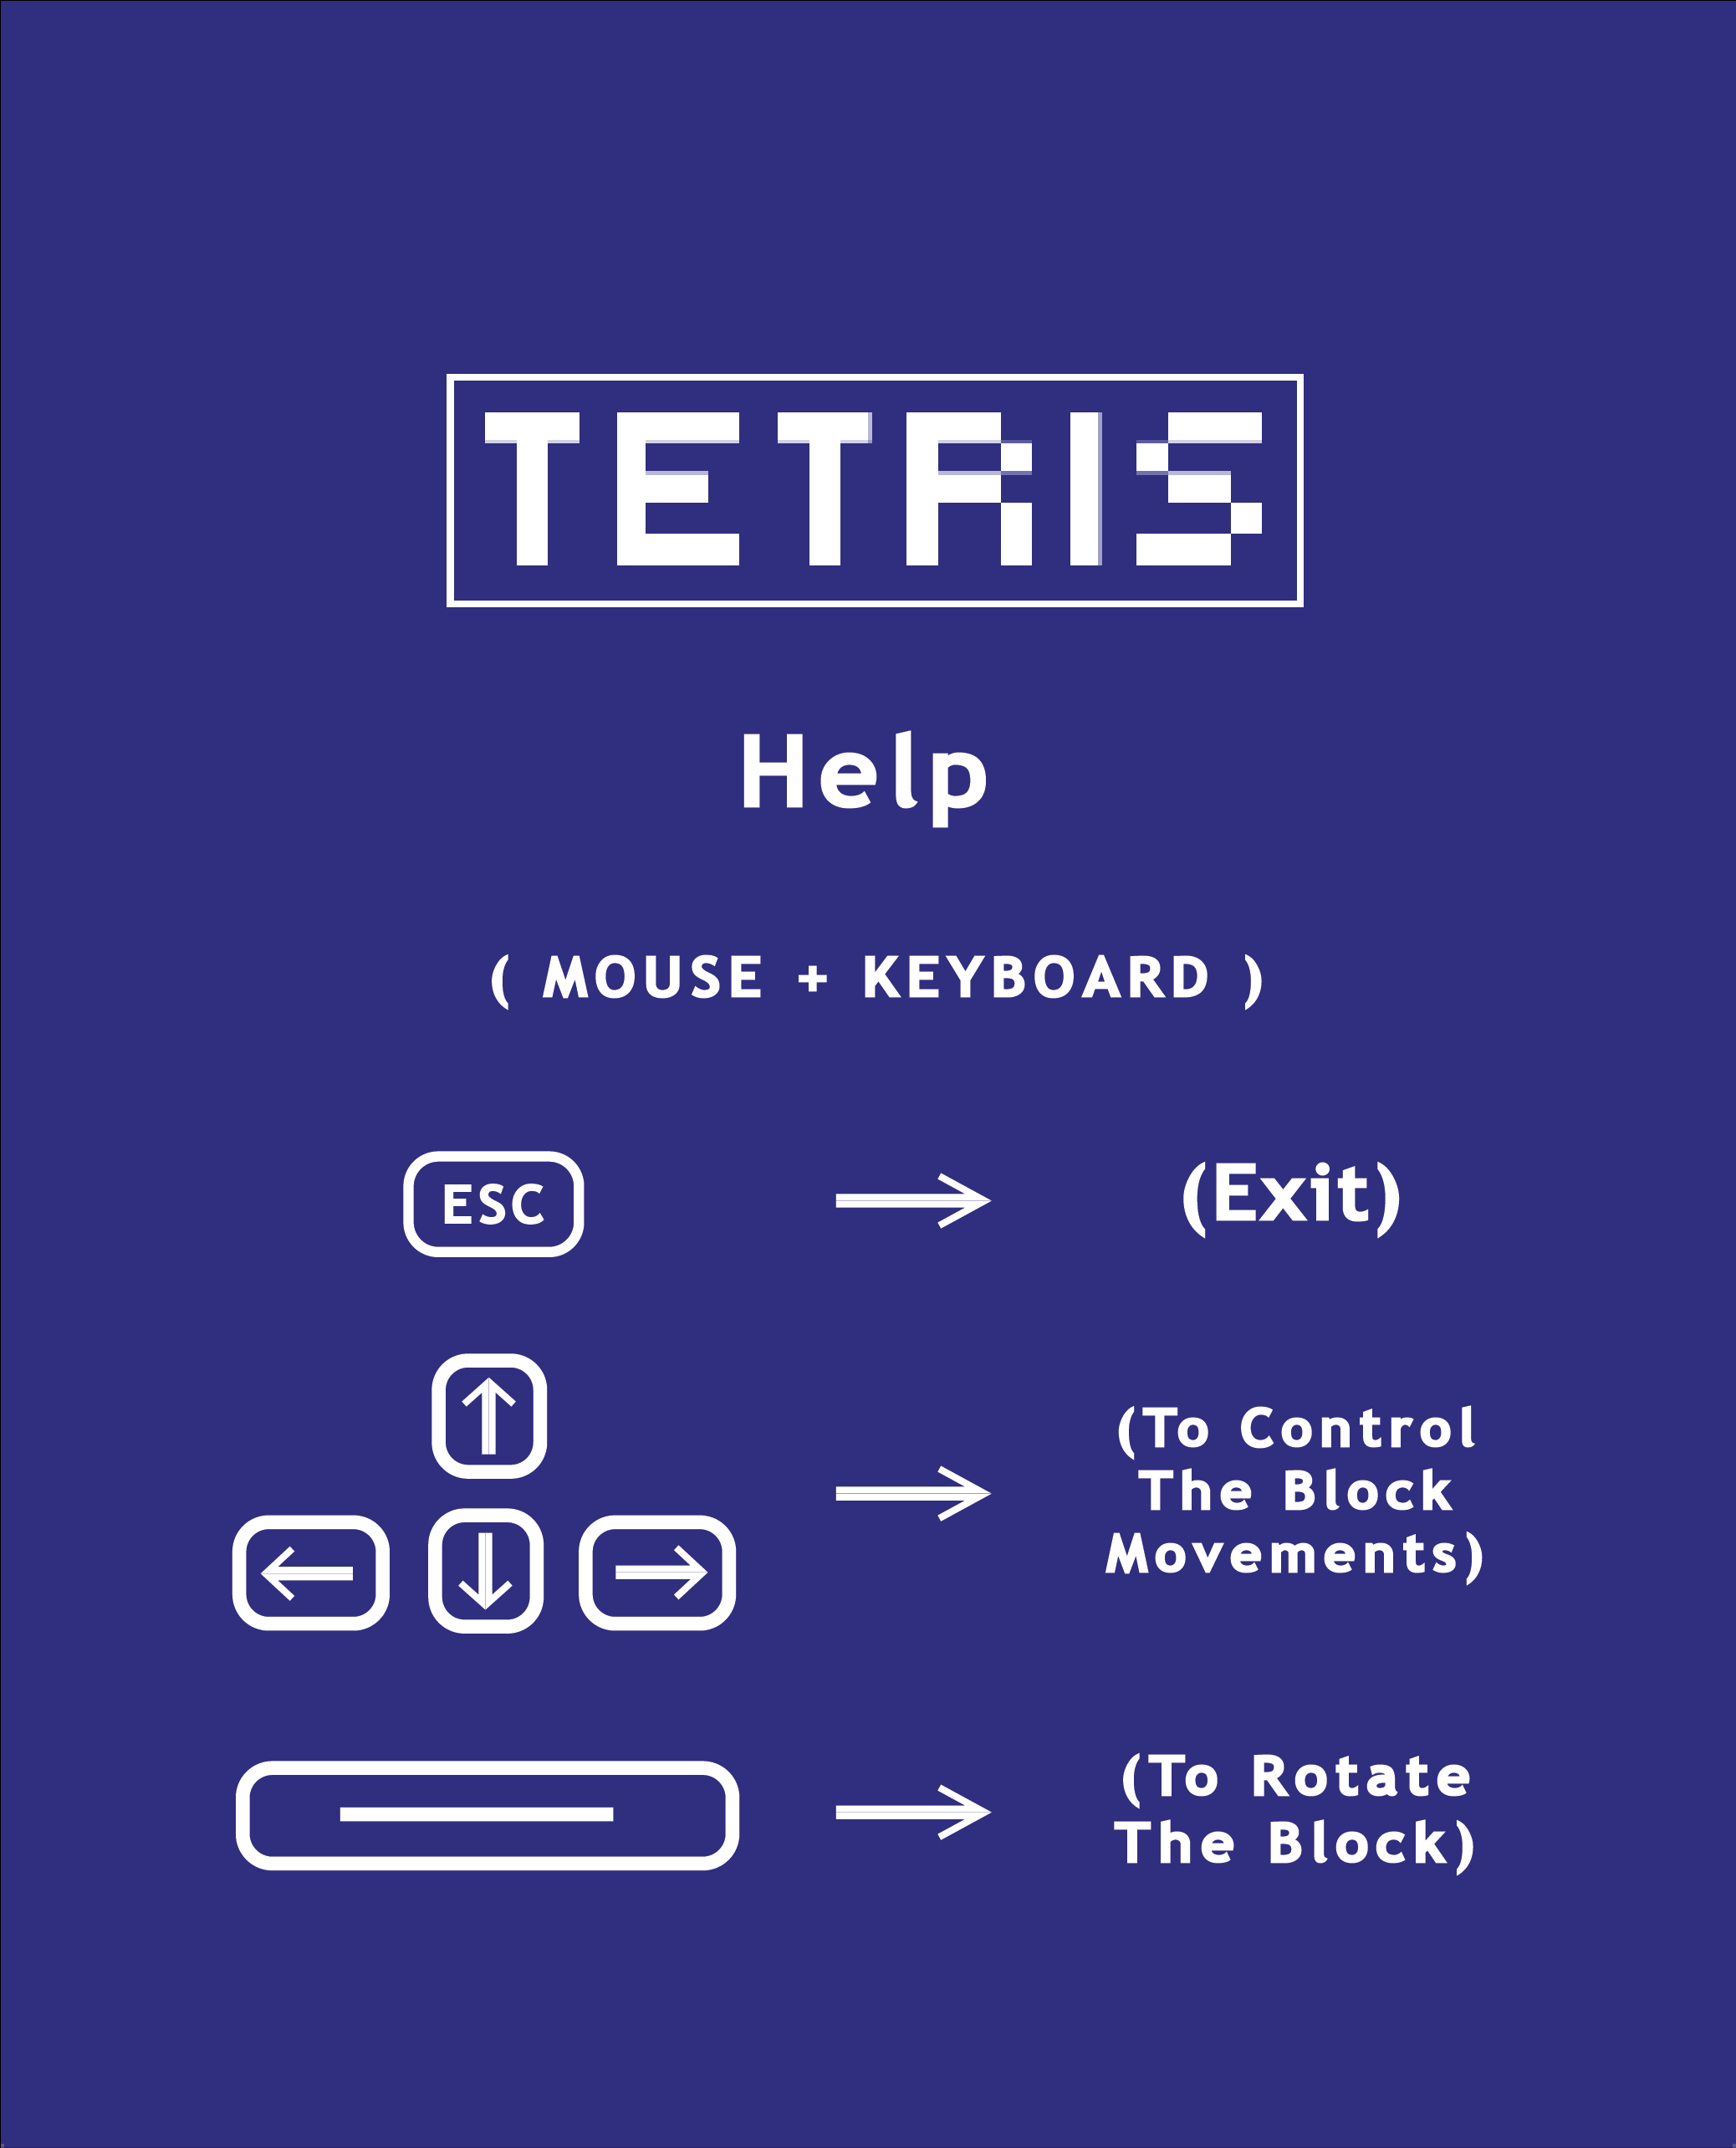 TETRIS
Help
( MOUSE + KEYBOARD )
ESC
(Exit)
(To Control
The Block
Movements)
(To Rotate
The Block)